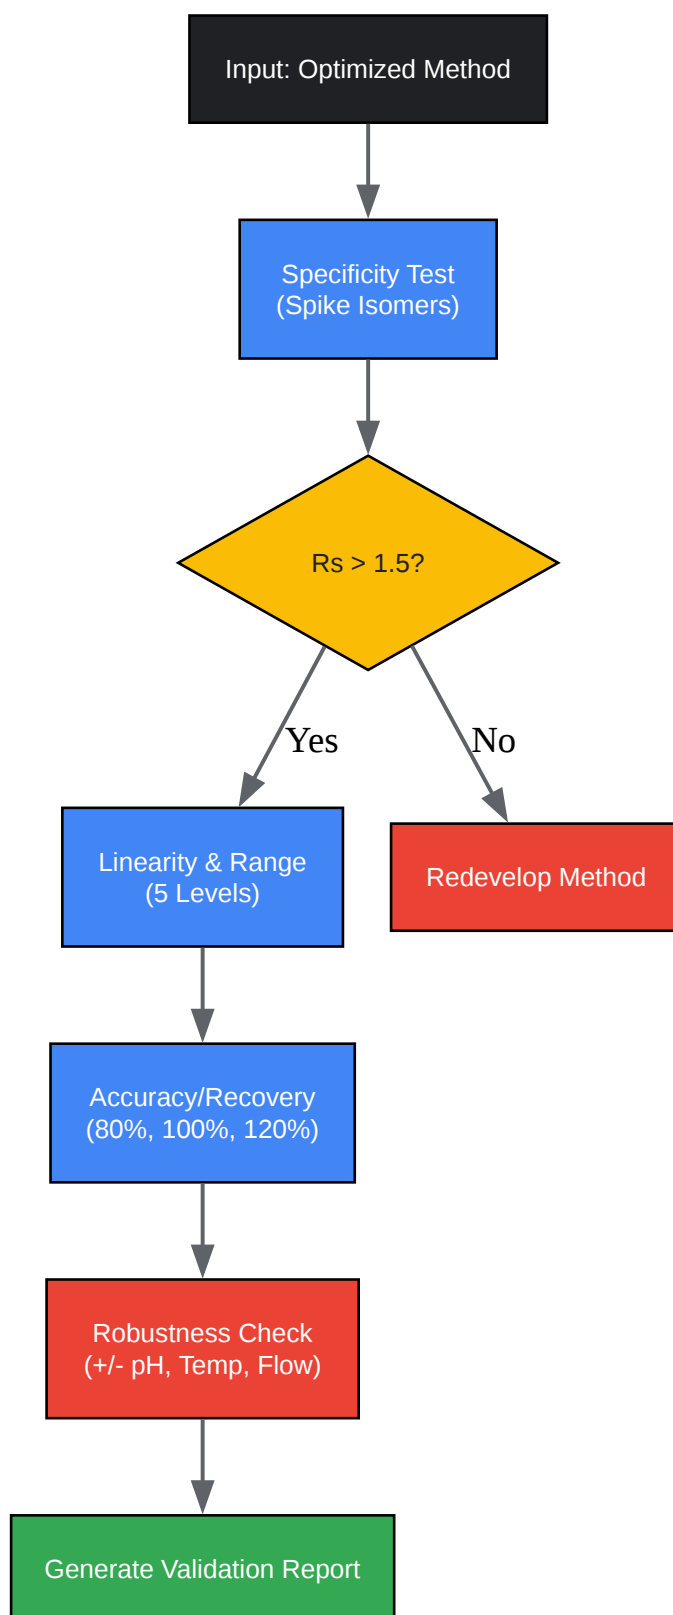 Input: Optimized Method
Specificity Test
(Spike Isomers)
Rs > 1.5?
Yes
No
Linearity & Range
(5 Levels)
Redevelop Method
Accuracy/Recovery
(80%, 100%, 120%)
Robustness Check
(+/- pH, Temp, Flow)
Generate Validation Report